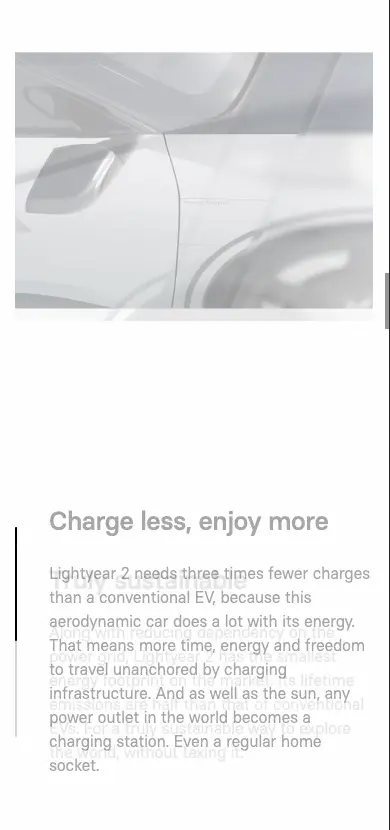 Charge less, enjoy more
Lightyear 2 needs three times fewer charges
than a conventional EV, because this
aerodynamic car does a lot with its energy.
That means more time, energy and freedom
to travel unanchored by charging
infrastructure. And as well as the sun, any
power outlet in the world becomes a
charging station. Even a regular home
socket.
Truly sustainable
Along with reducing dependency on the
power grid, Lightyear 2 has the smallest
energy footprint on the market. Its lifetime
emissions are half than that of conventional
EVs. For a truly sustainable way to explore
the world, without taxing it.